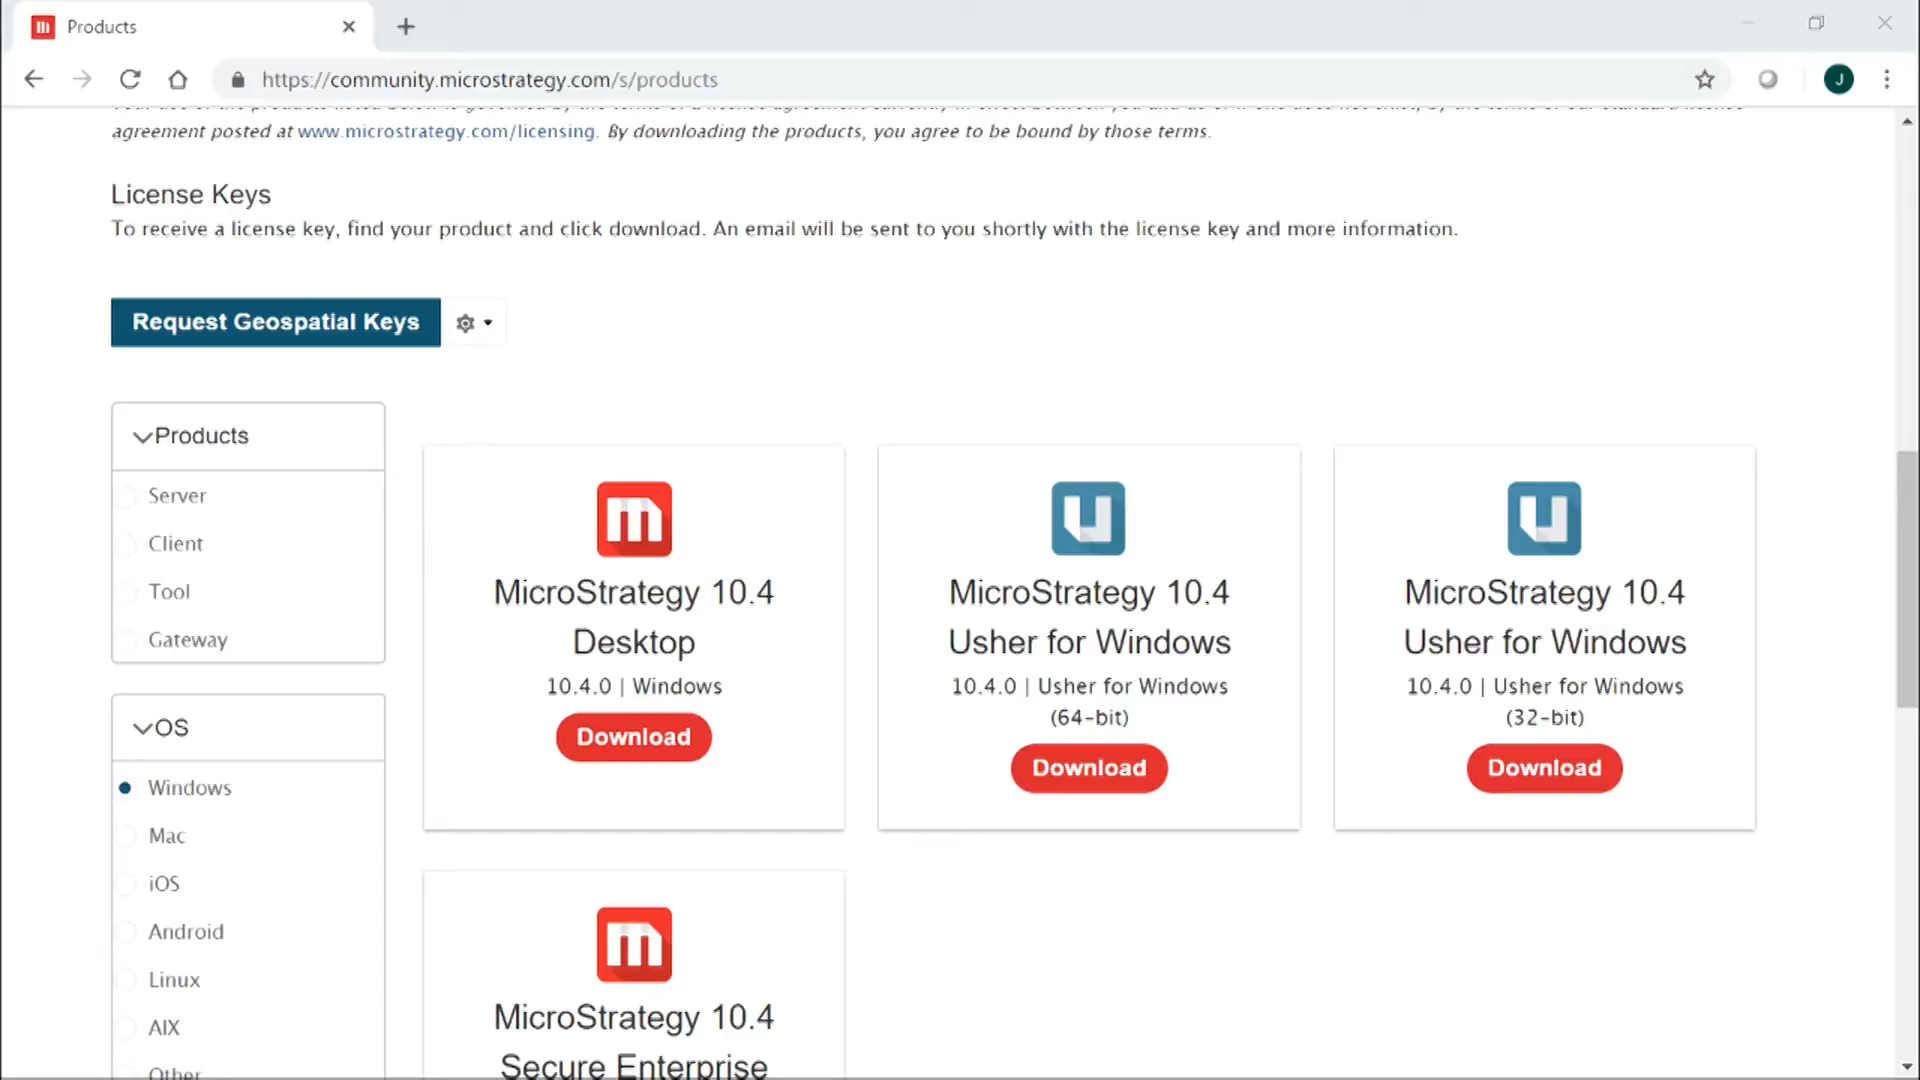 Products
https://community.microstrategy.com/s/products
J
agreement posted at www.microstrategy.com/licensing. By downloading the products, you agree to be bound by those terms.
License Keys
To receive a license key, find your product and click download. An email will be sent to you shortly with the license key and more information.
Request Geospatial Keys
Products
Server
Client
Tool
Gateway
OS
Windows
Mac
iOS
Android
Linux
AIX
Other
MicroStrategy 10.4
Desktop
10.4.0 | Windows
Download
MicroStrategy 10.4
Usher for Windows
10.4.0 | Usher for Windows
(64-bit)
Download
MicroStrategy 10.4
Usher for Windows
10.4.0 | Usher for Windows
(32-bit)
Download
MicroStrategy 10.4
Secure Enterprise